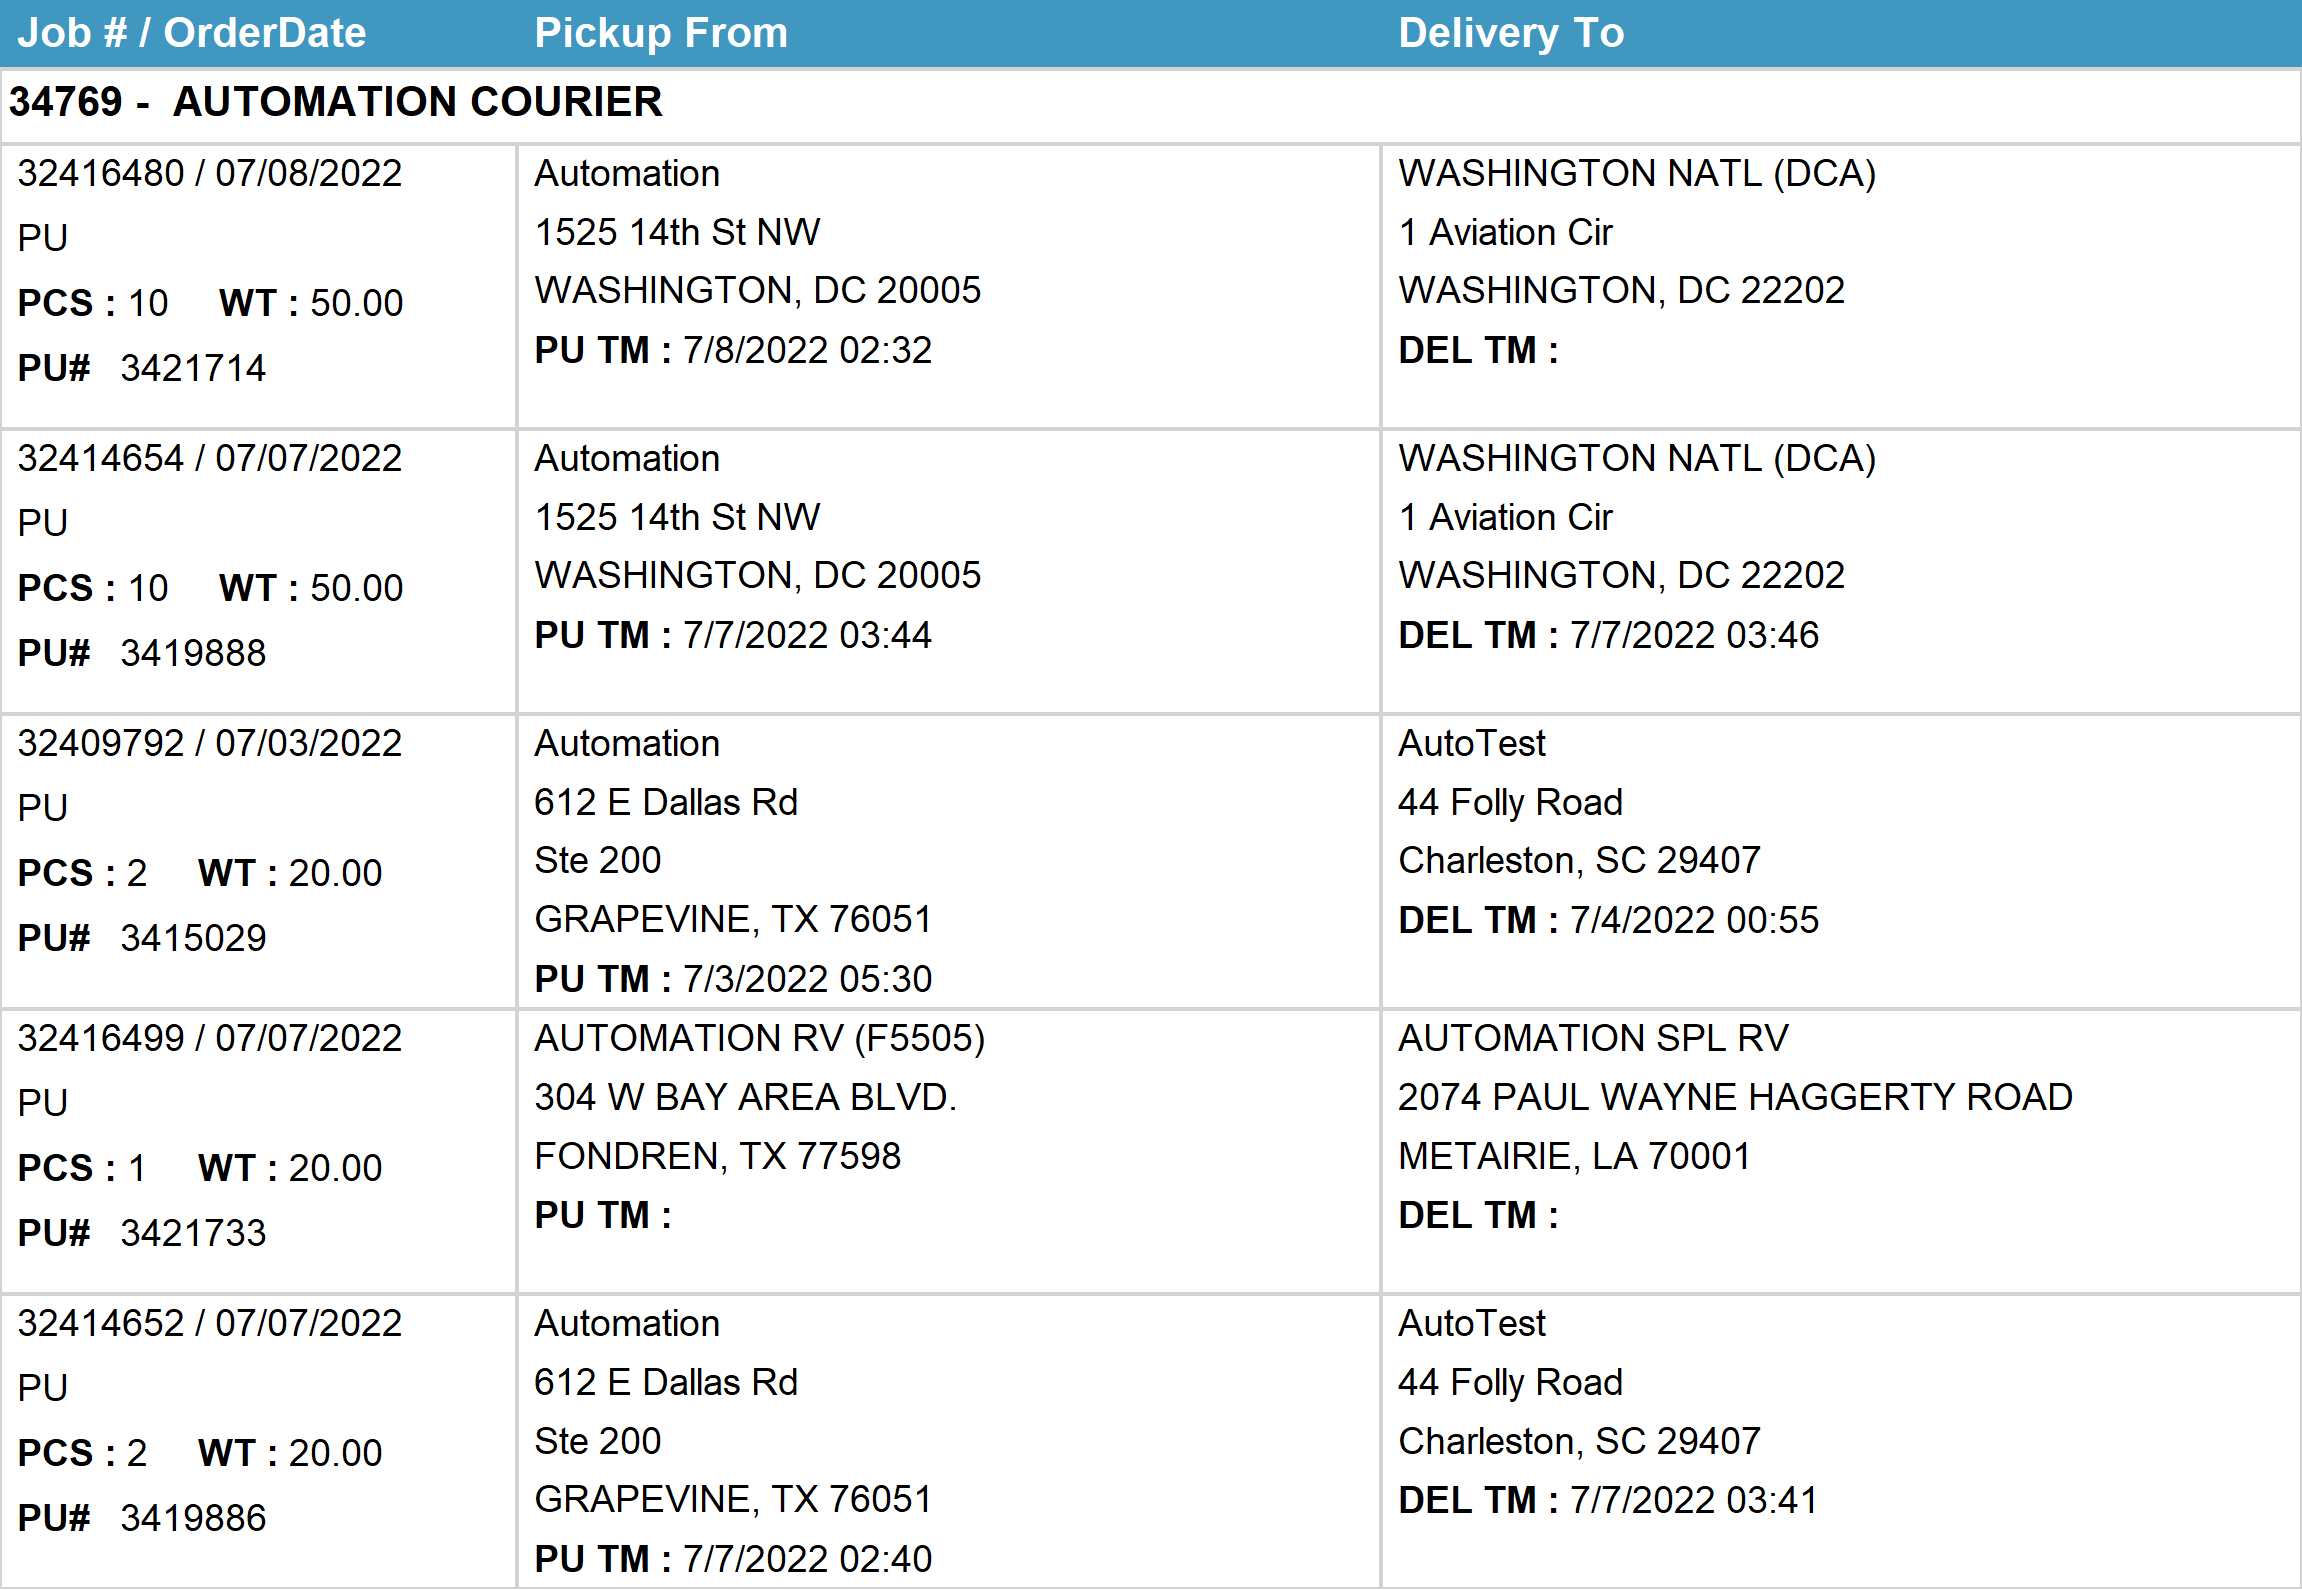 Job # / OrderDate Pickup From Delivery To
34769 - AUTOMATION COURIER
32416480 / 07/08/2022
PU
PCS : 10 WT : 50.00
PU# 3421714
Automation
1525 14th St NW
WASHINGTON, DC 20005
PU TM : 7/8/2022 02:32
WASHINGTON NATL (DCA)
1 Aviation Cir
WASHINGTON, DC 22202
DEL TM :
32414654 / 07/07/2022
PU
PCS : 10 WT : 50.00
PU# 3419888
Automation
1525 14th St NW
WASHINGTON, DC 20005
PU TM : 7/7/2022 03:44
WASHINGTON NATL (DCA)
1 Aviation Cir
WASHINGTON, DC 22202
DEL TM : 7/7/2022 03:46
32409792 / 07/03/2022
PU
PCS : 2 WT : 20.00
PU# 3415029
Automation
612 E Dallas Rd
Ste 200
GRAPEVINE, TX 76051
PU TM : 7/3/2022 05:30
AutoTest
44 Folly Road
Charleston, SC 29407
DEL TM : 7/4/2022 00:55
32416499 / 07/07/2022
PU
PCS : 1 WT : 20.00
PU# 3421733
AUTOMATION RV (F5505)
304 W BAY AREA BLVD.
FONDREN, TX 77598
PU TM :
AUTOMATION SPL RV
2074 PAUL WAYNE HAGGERTY ROAD
METAIRIE, LA 70001
DEL TM :
32414652 / 07/07/2022
PU
PCS : 2 WT : 20.00
PU# 3419886
Automation
612 E Dallas Rd
Ste 200
GRAPEVINE, TX 76051
PU TM : 7/7/2022 02:40
AutoTest
44 Folly Road
Charleston, SC 29407
DEL TM : 7/7/2022 03:41